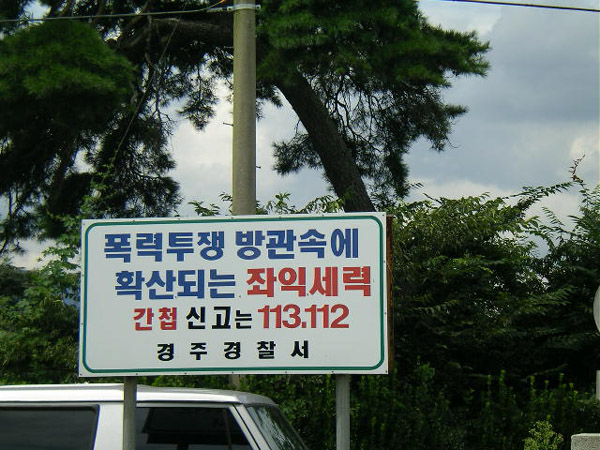 폭력투쟁 방관속에
확산되는 좌익세력
간첩 신고는 113.112
경주경찰서